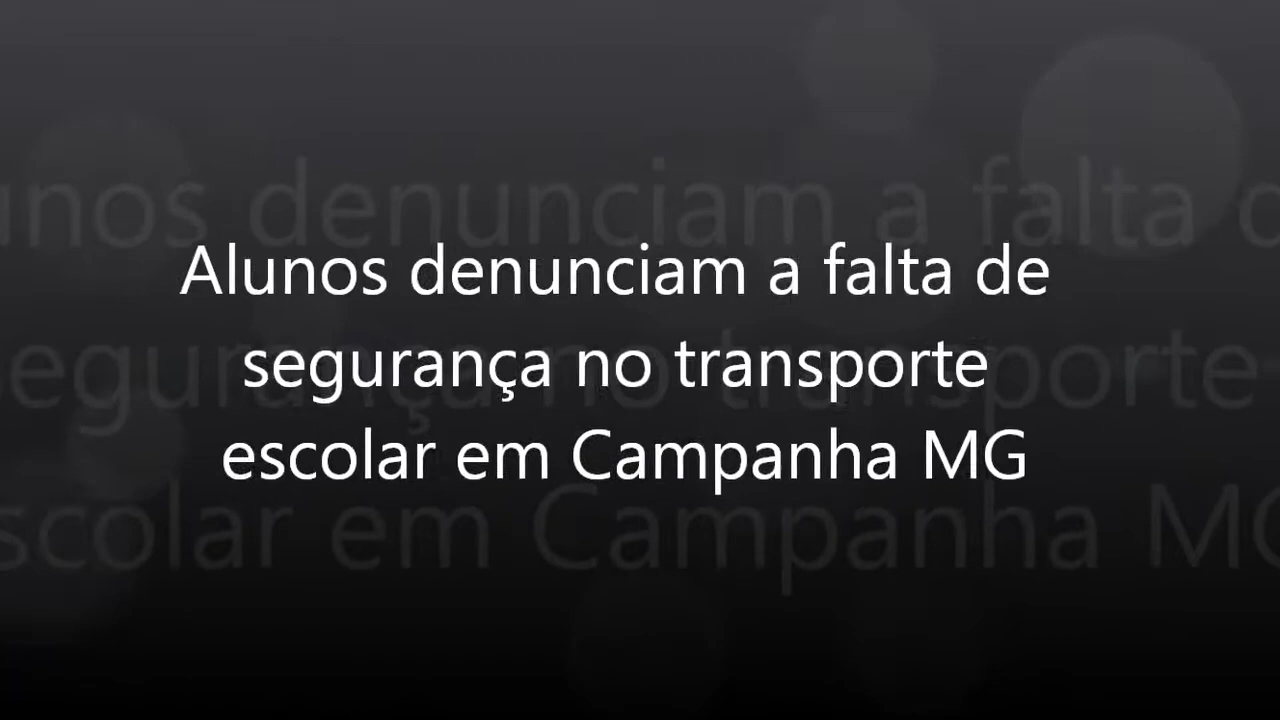 Alunos denunciam a falta de
segurança no transporte
escolar em Campanha MG